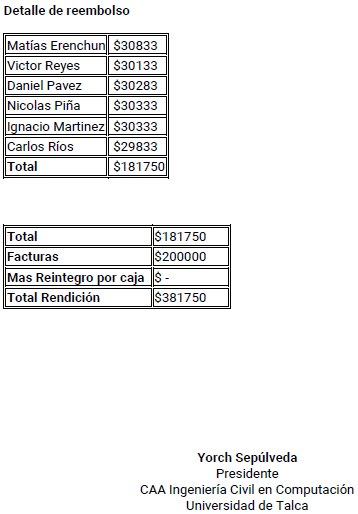 Detalle de reembolso
Matías Erenchun $30833
Victor Reyes $30133
Daniel Pavez $30283
Nicolas Piña $30333
Ignacio Martinez $30333
Carlos Ríos $29833
Total $181750
Total $181750
Facturas $200000
Mas Reintegro por caja $ -
Total Rendición $381750
Yorch Sepúlveda
Presidente
CAA Ingeniería Civil en Computación
Universidad de Talca